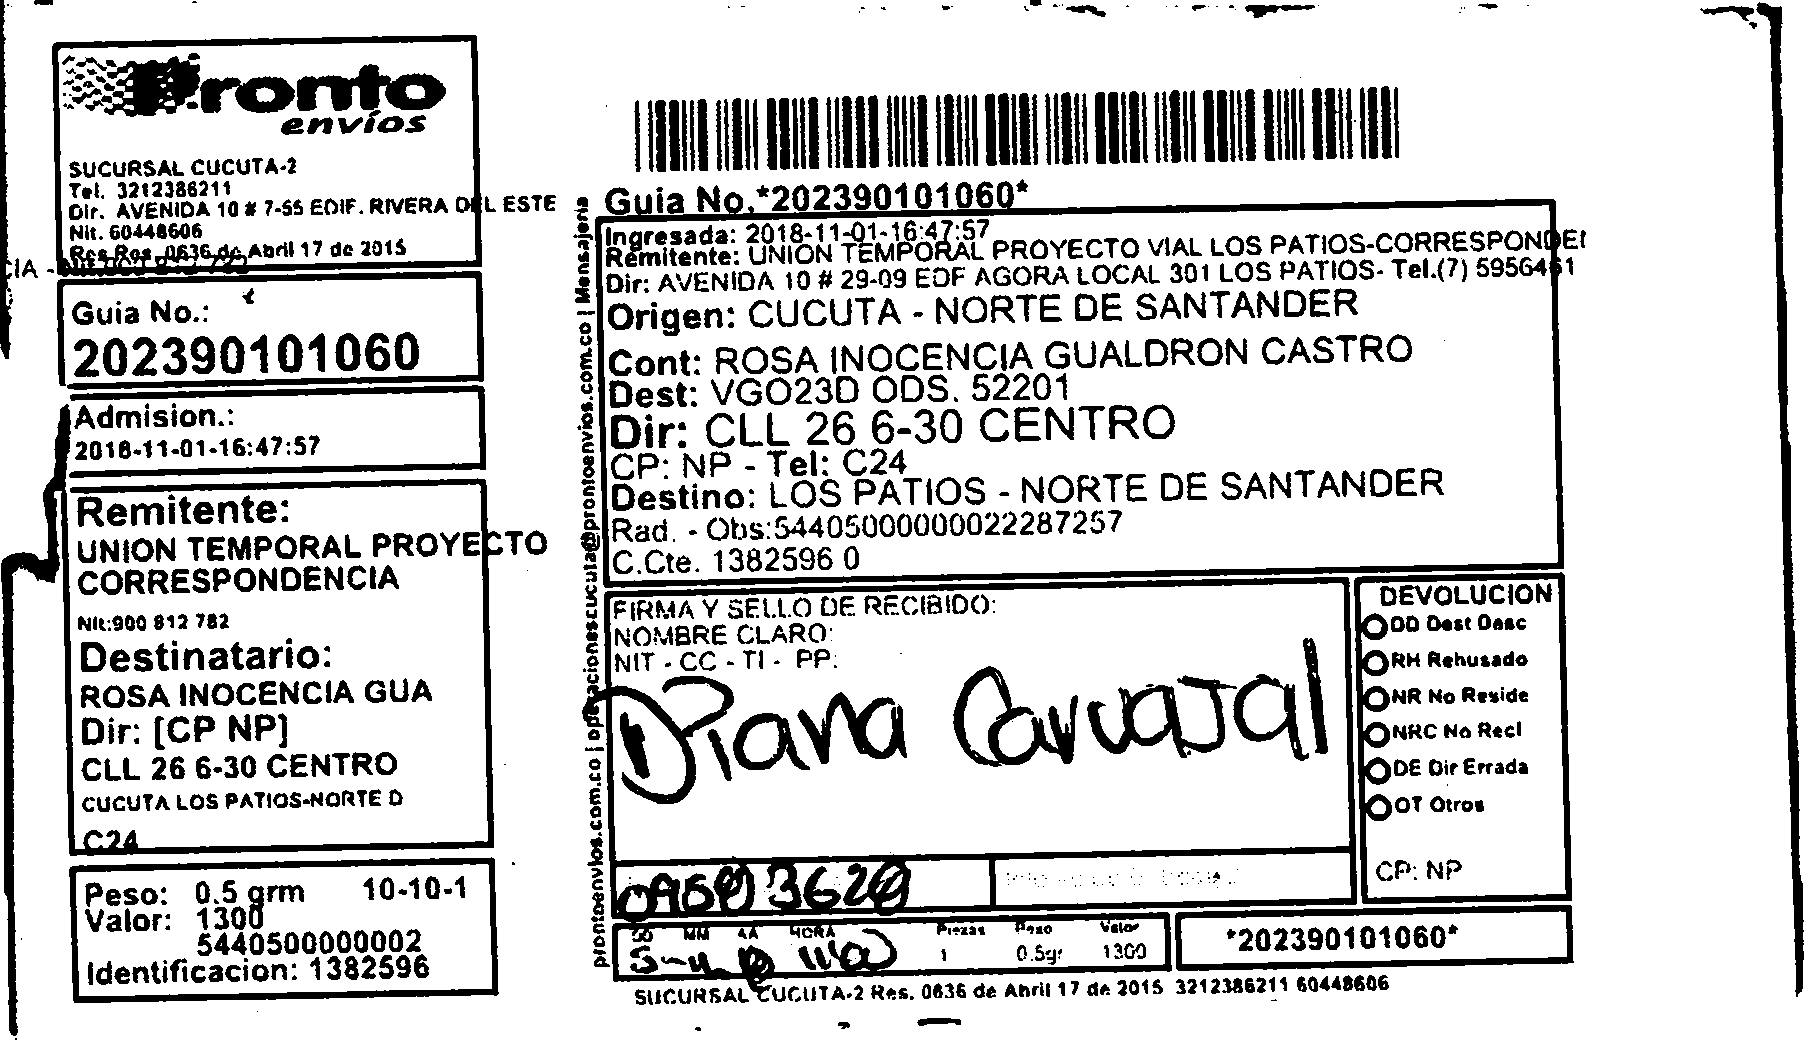 Pronto
envíos
SUCURSAL CUCUTA-2
Tel. 3212386211
Dir. AVENIDA 10 # 7-55 EDIF. RIVERA DEL ESTE
Nit. 60448606
Res Res. 0636 de Abril 17 de 2015
Guia No.:
202390101060
Admision.:
2018-11-01-16:47:57
Remitente:
UNION TEMPORAL PROYECTO
CORRESPONDENCIA
Nit:900 812 782
Destinatario:
ROSA INOCENCIA GUA
Dir: [CP NP]
CLL 26 6-30 CENTRO
CUCUTA LOS PATIOS-NORTE D
C24
Peso: 0.5 grm 10-10-1
Valor: 1300
5440500000002
Identificacion: 1382596
prontoenvios.com.co | operacionescucuta@prontoenvios.com.co | Mensajeria
Guia No.*202390101060*
Ingresada: 2018-11-01-16:47:57
Remitente: UNION TEMPORAL PROYECTO VIAL LOS PATIOS-CORRESPONDEI
Dir: AVENIDA 10 # 29-09 EDF AGORA LOCAL 301 LOS PATIOS- Tel.(7) 5956461
Origen: CUCUTA - NORTE DE SANTANDER
Cont: ROSA INOCENCIA GUALDRON CASTRO
Dest: VGO23D ODS. 52201
Dir: CLL 26 6-30 CENTRO
CP: NP - Tel: C24
Destino: LOS PATIOS - NORTE DE SANTANDER
Rad. - Obs:54405000000022287257
C.Cte. 1382596 0
FIRMA Y SELLO DE RECIBIDO:
NOMBRE CLARO:
NIT - CC - TI - PP:
Diana Carvajal
DEVOLUCION
DD Dest Desc
RH Rehusado
NR No Reside
NRC No Recl
DE Dir Errada
OT Otros
CP: NP
DD MM AA HORA Piezas Peso Valor
1 0.5gr 1300
*202390101060*
SUCURSAL CUCUTA-2 Res. 0636 de Abril 17 de 2015 3212386211 60448606